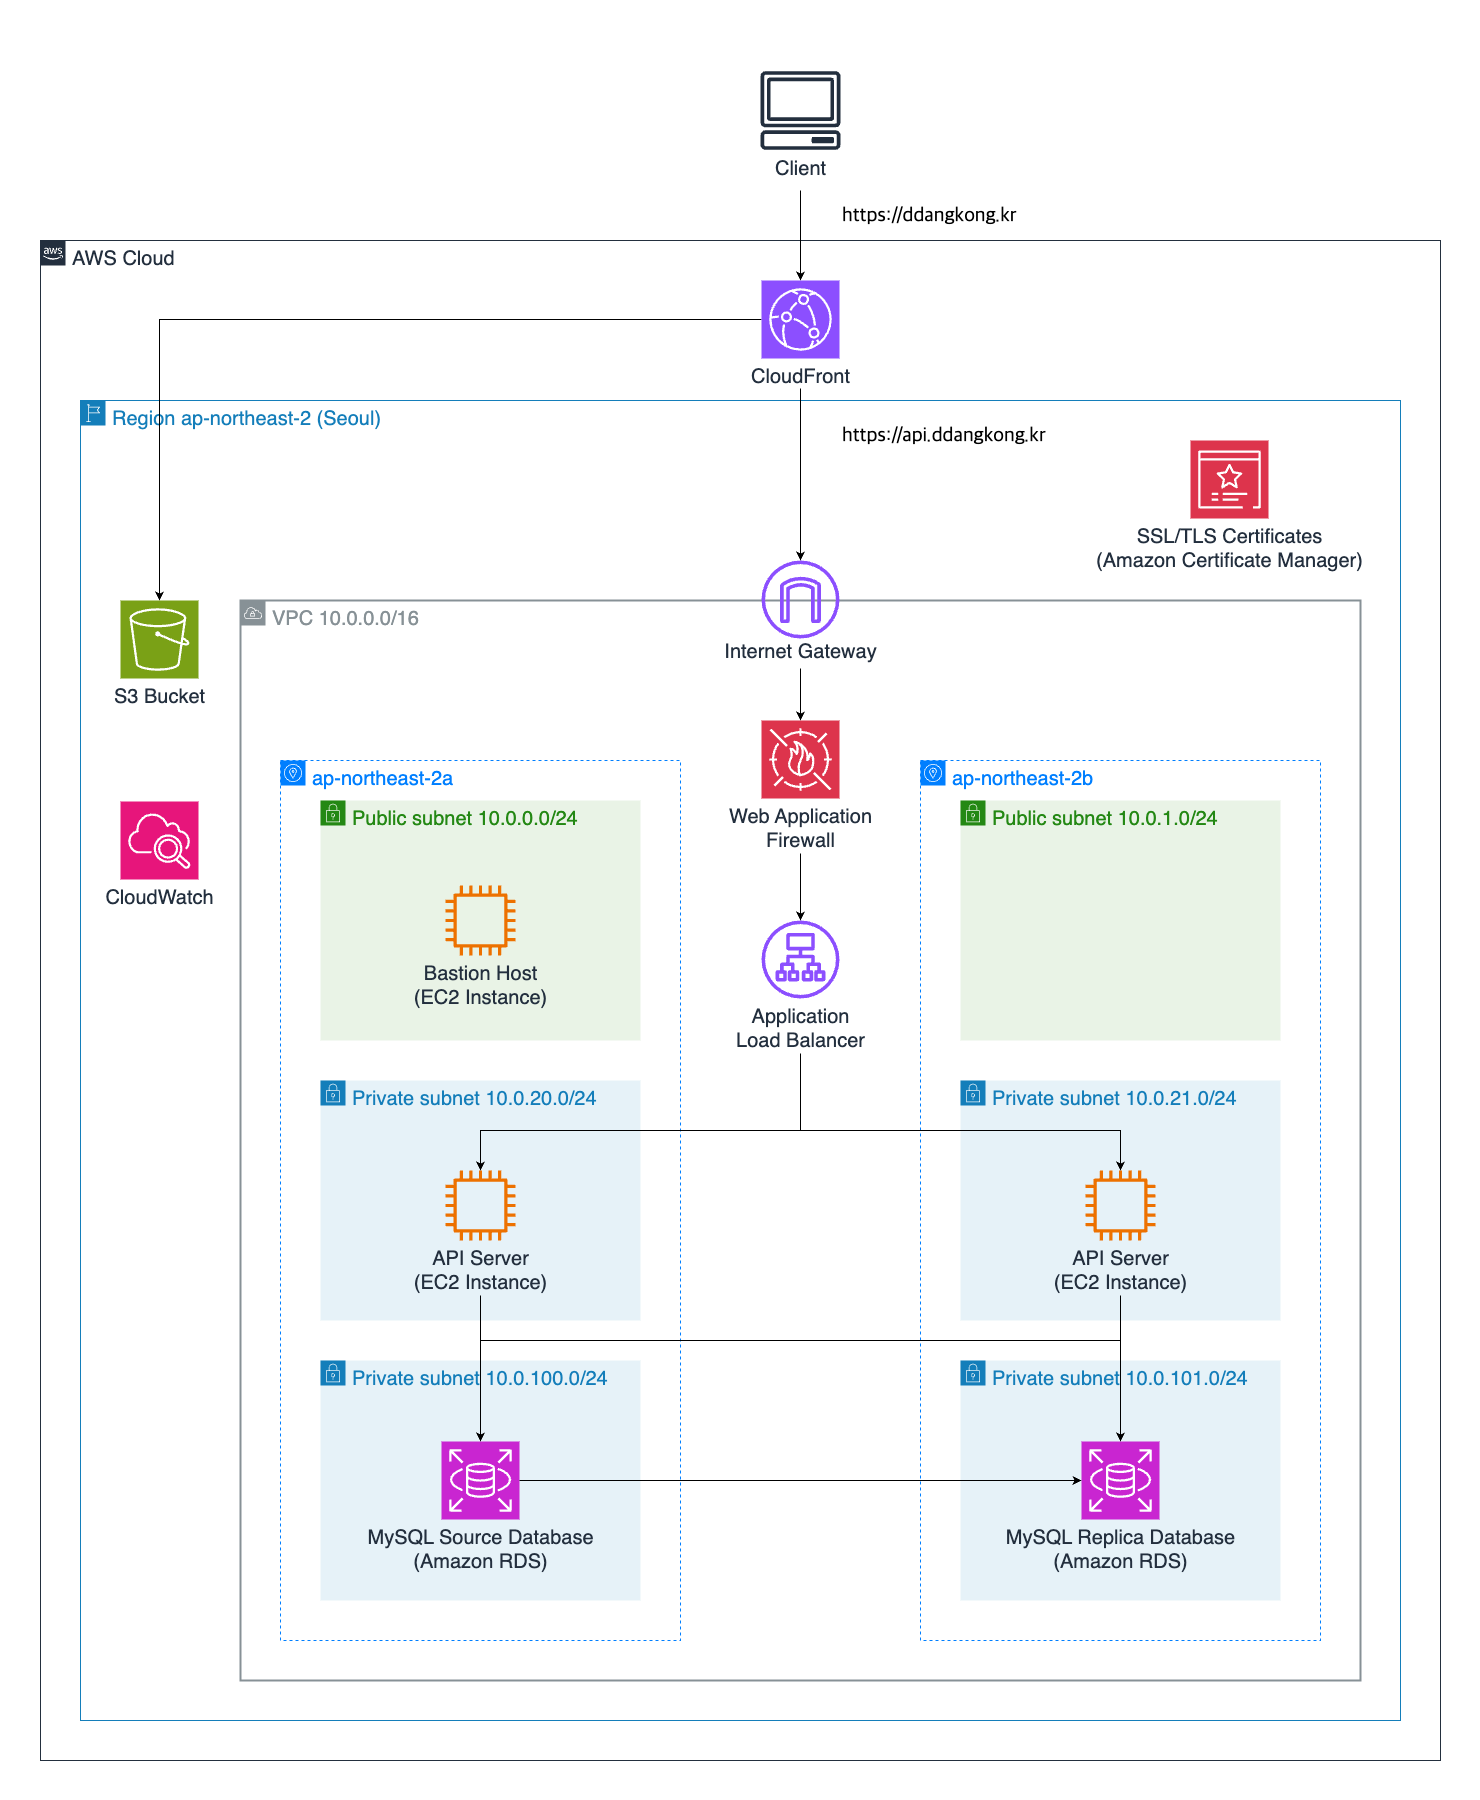 Client
https://ddangkong.kr
aws
AWS Cloud
CloudFront
Region ap-northeast-2 (Seoul)
https://api.ddangkong.kr
SSL/TLS Certificates
(Amazon Certificate Manager)
VPC 10.0.0.0/16
Internet Gateway
S3 Bucket
ap-northeast-2a
ap-northeast-2b
Public subnet 10.0.0.0/24
Web Application
Firewall
Public subnet 10.0.1.0/24
CloudWatch
Bastion Host
(EC2 Instance)
Application
Load Balancer
Private subnet 10.0.20.0/24
Private subnet 10.0.21.0/24
API Server
(EC2 Instance)
API Server
(EC2 Instance)
Private subnet 10.0.100.0/24
Private subnet 10.0.101.0/24
MySQL Source Database
(Amazon RDS)
MySQL Replica Database
(Amazon RDS)